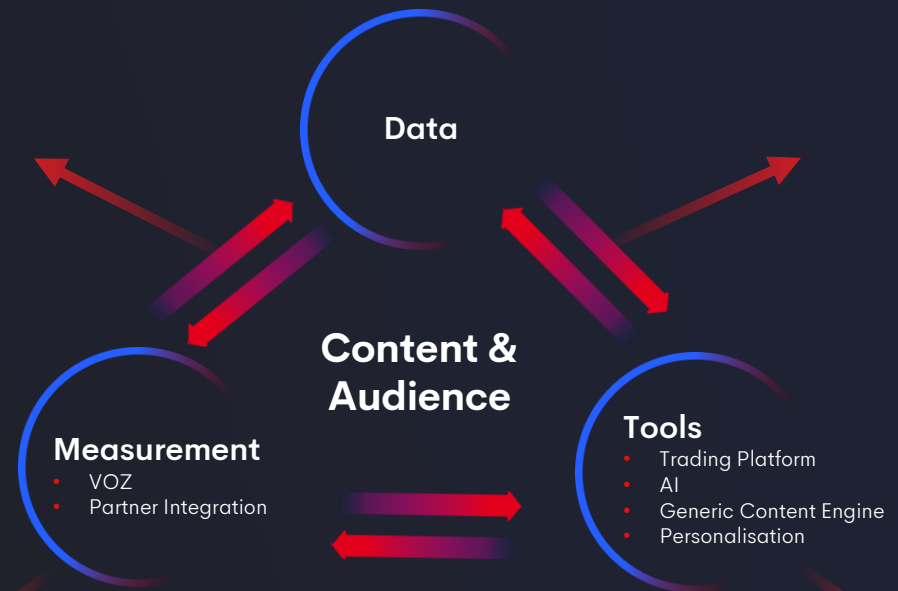 Data
Content &
Audience
Measurement
VOZ
Partner Integration
Tools
Trading Platform
AI
Generic Content Engine
Personalisation